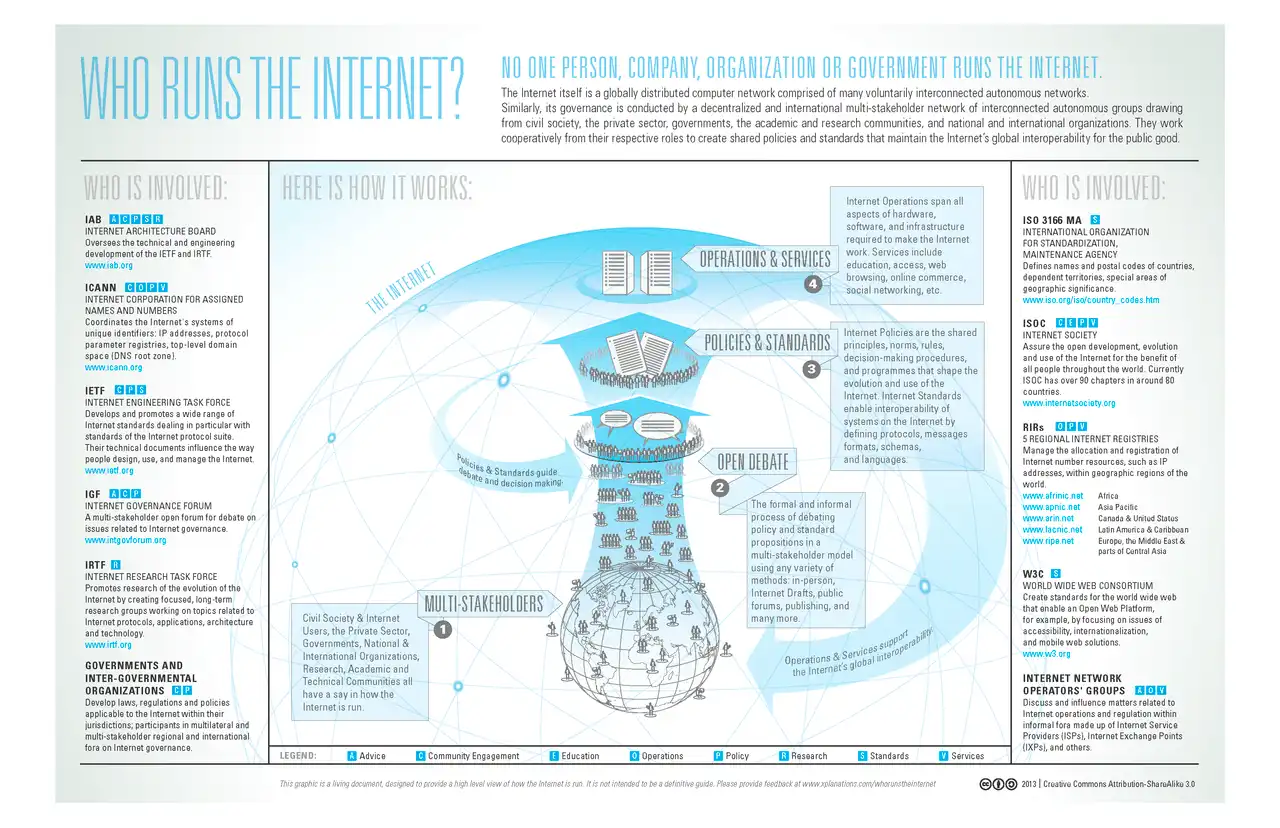 WHO RUNS THE INTERNET?
NO ONE PERSON, COMPANY, ORGANIZATION OR GOVERNMENT RUNS THE INTERNET.
The Internet itself is a globally distributed computer network comprised of many voluntarily interconnected autonomous networks.
Similarly, its governance is conducted by a decentralized and international multi-stakeholder network of interconnected autonomous groups drawing
from civil society, the private sector, governments, the academic and research communities, and national and international organizations. They work
cooperatively from their respective roles to create shared policies and standards that maintain the Internet's global interoperability for the public good.
WHO IS INVOLVED:
IAB A C P S R
INTERNET ARCHITECTURE BOARD
Oversees the technical and engineering
development of the IETF and IRTF.
www.iab.org
ICANN C O P V
INTERNET CORPORATION FOR ASSIGNED
NAMES AND NUMBERS
Coordinates the Internet's systems of
unique identifiers: IP addresses, protocol
parameter registries, top-level domain
space (DNS root zone).
www.icann.org
IETF C P S
INTERNET ENGINEERING TASK FORCE
Develops and promotes a wide range of
Internet standards dealing in particular with
standards of the Internet protocol suite.
Their technical documents influence the way
people design, use, and manage the Internet.
www.ietf.org
IGF A C P
INTERNET GOVERNANCE FORUM
A multi-stakeholder open forum for debate on
issues related to Internet governance.
www.intgovforum.org
IRTF R
INTERNET RESEARCH TASK FORCE
Promotes research of the evolution of the
Internet by creating focused, long-term
research groups working on topics related to
Internet protocols, applications, architecture
and technology.
www.irtf.org
GOVERNMENTS AND
INTER-GOVERNMENTAL
ORGANIZATIONS C P
Develop laws, regulations and policies
applicable to the Internet within their
jurisdictions; participants in multilateral and
multi-stakeholder regional and international
fora on Internet governance.
HERE IS HOW IT WORKS:
THE INTERNET
OPERATIONS & SERVICES
4
Internet Operations span all
aspects of hardware,
software, and infrastructure
required to make the Internet
work. Services include
education, access, web
browsing, online commerce,
social networking, etc.
POLICIES & STANDARDS
3
Internet Policies are the shared
principles, norms, rules,
decision-making procedures,
and programmes that shape the
evolution and use of the
Internet. Internet Standards
enable interoperability of
systems on the Internet by
defining protocols, messages
formats, schemas,
and languages.
Policies & Standards guide
debate and decision making.
OPEN DEBATE
2
The formal and informal
process of debating
policy and standard
propositions in a
multi-stakeholder model
using any variety of
methods: in-person,
Internet Drafts, public
forums, publishing, and
many more.
MULTI-STAKEHOLDERS
1
Civil Society & Internet
Users, the Private Sector,
Governments, National &
International Organizations,
Research, Academic and
Technical Communities all
have a say in how the
Internet is run.
Operations & Services support
the Internet's global interoperability.
WHO IS INVOLVED:
ISO 3166 MA S
INTERNATIONAL ORGANIZATION
FOR STANDARDIZATION,
MAINTENANCE AGENCY
Defines names and postal codes of countries,
dependent territories, special areas of
geographic significance.
www.iso.org/iso/country_codes.htm
ISOC C E P V
INTERNET SOCIETY
Assure the open development, evolution
and use of the Internet for the benefit of
all people throughout the world. Currently
ISOC has over 90 chapters in around 80
countries.
www.internetsociety.org
RIRs O P V
5 REGIONAL INTERNET REGISTRIES
Manage the allocation and registration of
Internet number resources, such as IP
addresses, within geographic regions of the
world.
www.afrinic.net Africa
www.apnic.net Asia Pacific
www.arin.net Canada & United States
www.lacnic.net Latin America & Caribbean
www.ripe.net Europe, the Middle East &
parts of Central Asia
W3C S
WORLD WIDE WEB CONSORTIUM
Create standards for the world wide web
that enable an Open Web Platform,
for example, by focusing on issues of
accessibility, internationalization,
and mobile web solutions.
www.w3.org
INTERNET NETWORK
OPERATORS' GROUPS A O V
Discuss and influence matters related to
Internet operations and regulation within
informal fora made up of Internet Service
Providers (ISPs), Internet Exchange Points
(IXPs), and others.
LEGEND: A Advice C Community Engagement E Education O Operations P Policy R Research S Standards V Services
This graphic is a living document, designed to provide a high level view of how the Internet is run. It is not intended to be a definitive guide. Please provide feedback at www.xplanations.com/whorunstheinternet
2013 | Creative Commons Attribution-ShareAlike 3.0